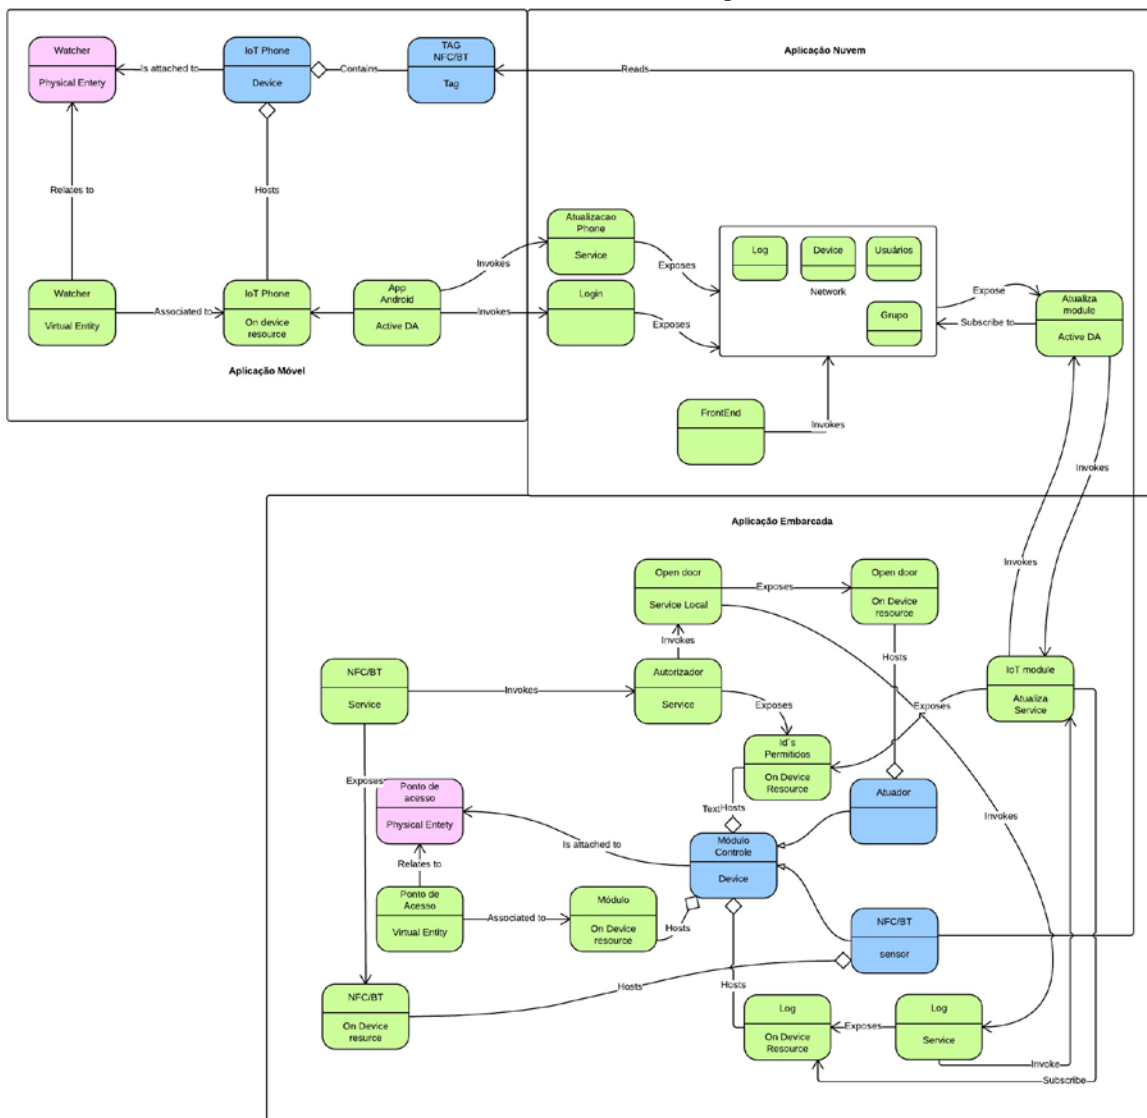 Watcher
Physical Entety
Is attached to
IoT Phone
Device
Contains
TAG
NFC/BT
Tag
Reads
Aplicação Nuvem
Relates to
Hosts
Watcher
Virtual Entity
Associated to
IoT Phone
On device
resource
App
Android
Active DA
Aplicação Móvel
Invokes
Invokes
Atualizacao
Phone
Service
Login
Exposes
Exposes
Log
Device
Usuários
Network
Grupo
Expose
Subscribe to
Atualiza
module
Active DA
FrontEnd
Invokes
Invokes
Invokes
Aplicação Embarcada
Open door
Service Local
Exposes
Open door
On Device
resource
Invokes
Hosts
NFC/BT
Service
Invokes
Autorizador
Service
Exposes
Exposes
IoT module
Atualiza
Service
Id´s
Permitidos
On Device
Resource
Exposes
Ponto de
acesso
Physical Entety
TextHosts
Atuador
Invokes
Is attached to
Módulo
Controle
Device
Relates to
Ponto de
Acesso
Virtual Entity
Associated to
Módulo
On Device
resource
Hosts
NFC/BT
sensor
NFC/BT
On Device
resurce
Hosts
Hosts
Log
On Device
Resource
Exposes
Log
Service
Invoke
Subscribe